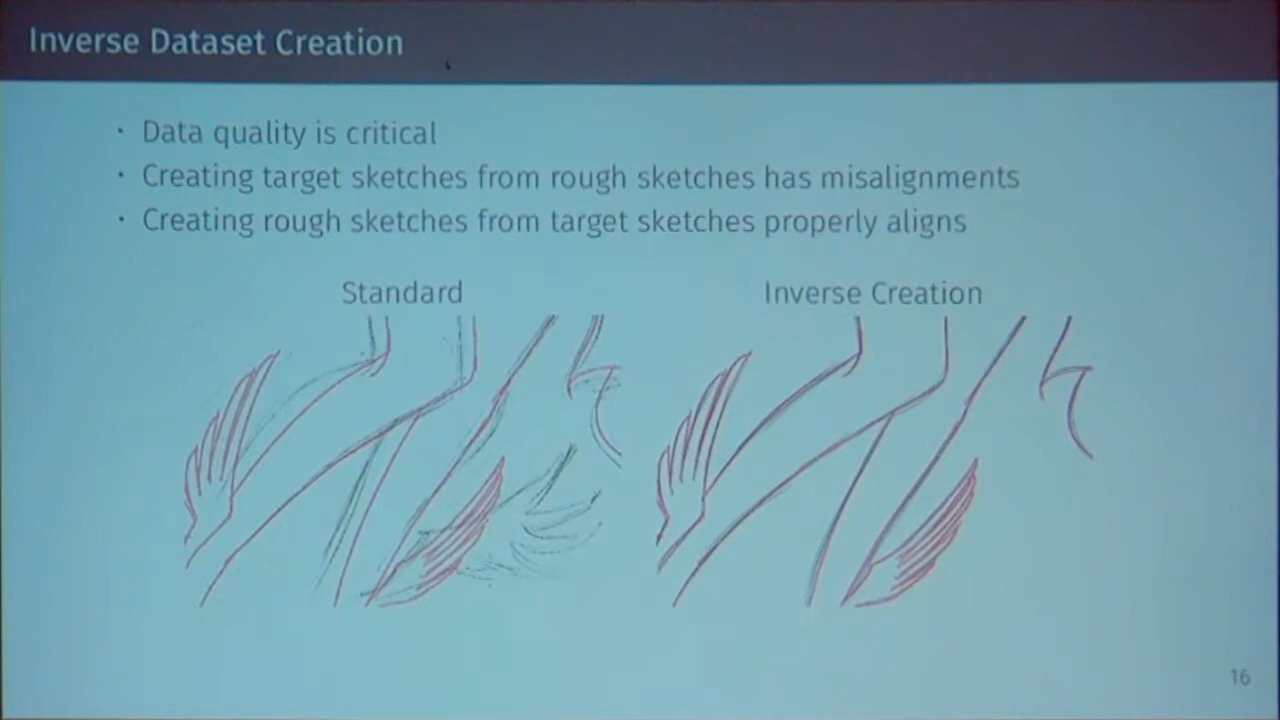 Inverse Dataset Creation
· Data quality is critical
· Creating target sketches from rough sketches has misalignments
· Creating rough sketches from target sketches properly aligns
Standard
Inverse Creation
16